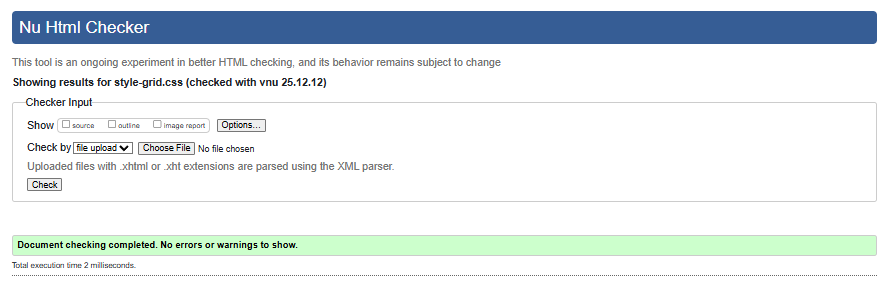 Nu Html Checker
This tool is an ongoing experiment in better HTML checking, and its behavior remains subject to change
Showing results for style-grid.css (checked with vnu 25.12.12)
Checker Input
Show source outline image report Options...
Check by file upload Choose File No file chosen
Uploaded files with .xhtml or .xht extensions are parsed using the XML parser.
Check
Document checking completed. No errors or warnings to show.
Total execution time 2 milliseconds.